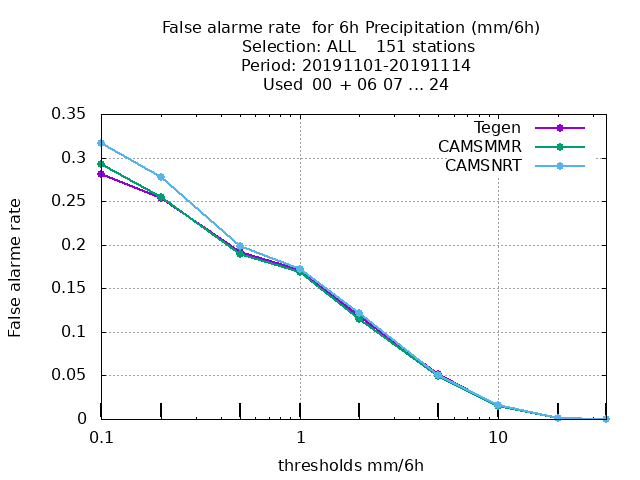 False alarme rate  for 6h Precipitation (mm/6h)
Selection: ALL    151 stations
Period: 20191101-20191114
Used  00  + 06 07 ... 24
Tegen
CAMSMMR
CAMSNRT
False alarme rate
0.35
0.3
0.25
0.2
0.15
0.1
0.05
0
0.1
1
10
thresholds mm/6h